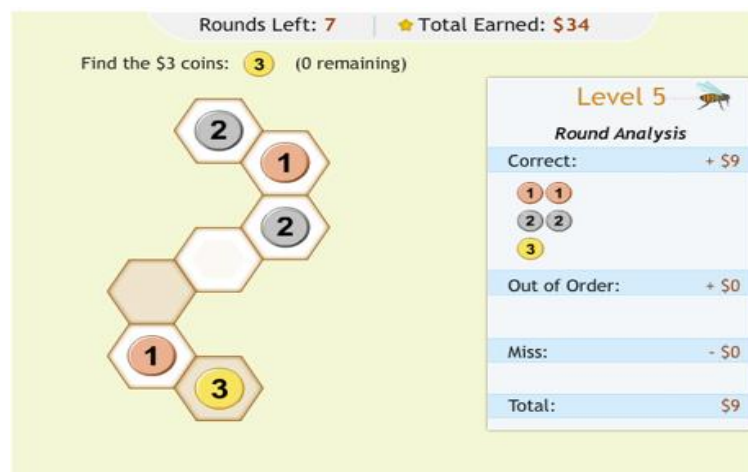 Rounds Left: 7 Total Earned: $34
Find the $3 coins: 3 (0 remaining)
2
1
2
1
3
Level 5
Round Analysis
Correct: + $9
1 1
2 2
3
Out of Order: + $0
Miss: - $0
Total: $9